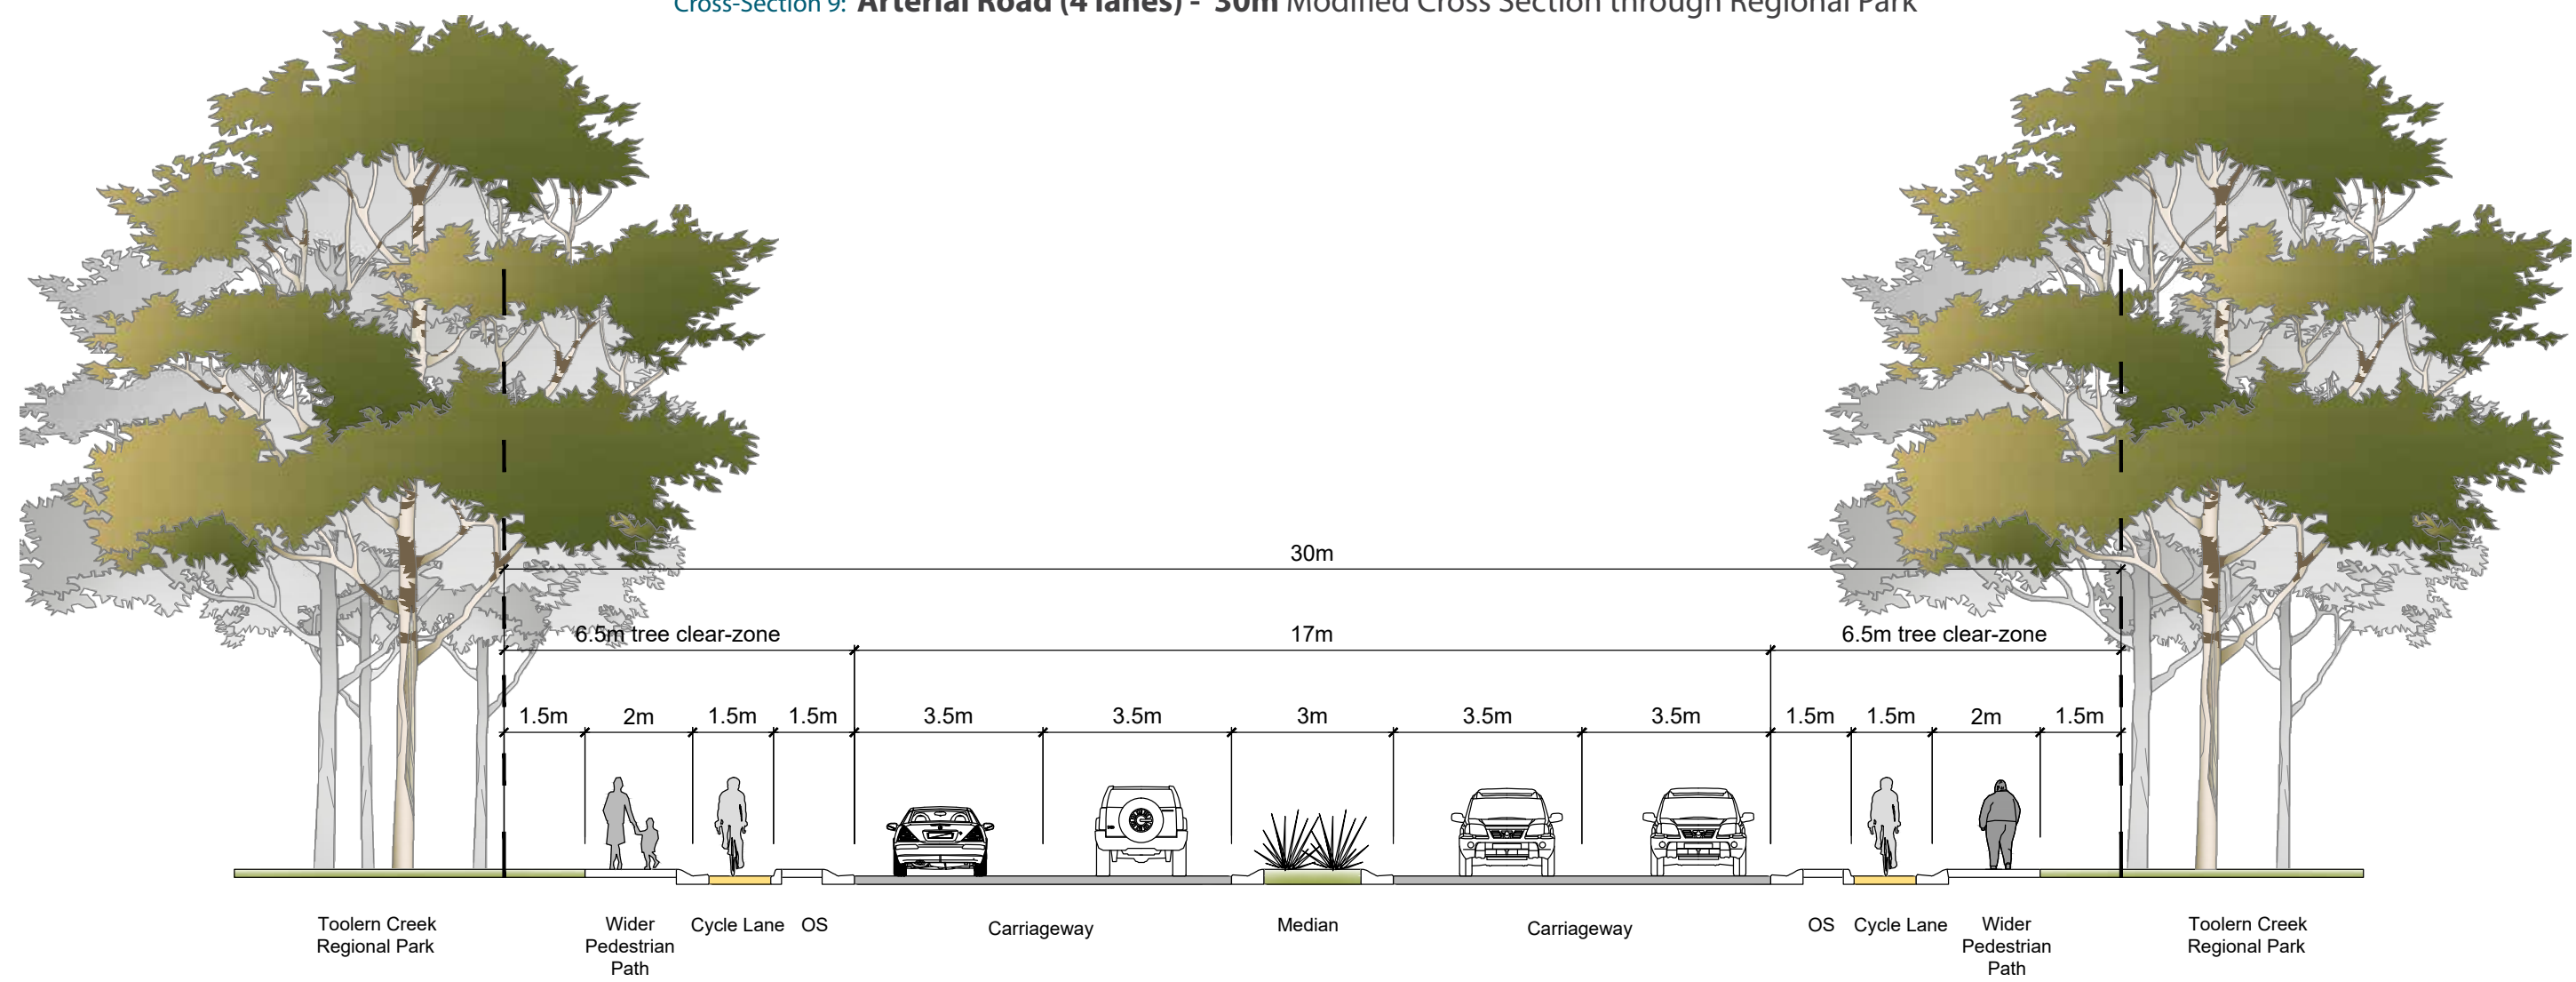 Cross-Section 9: Arterial Road (4 lanes) - 30m Modified Cross Section through Regional Park
30m
6.5m tree clear-zone 17m 6.5m tree clear-zone
1.5m 2m 1.5m 1.5m 3.5m 3.5m 3m 3.5m 3.5m 1.5m 1.5m 2m 1.5m
Toolern Creek
Regional Park
Wider
Pedestrian
Path
Cycle Lane
OS
Carriageway
Median
Carriageway
OS
Cycle Lane
Wider
Pedestrian
Path
Toolern Creek
Regional Park